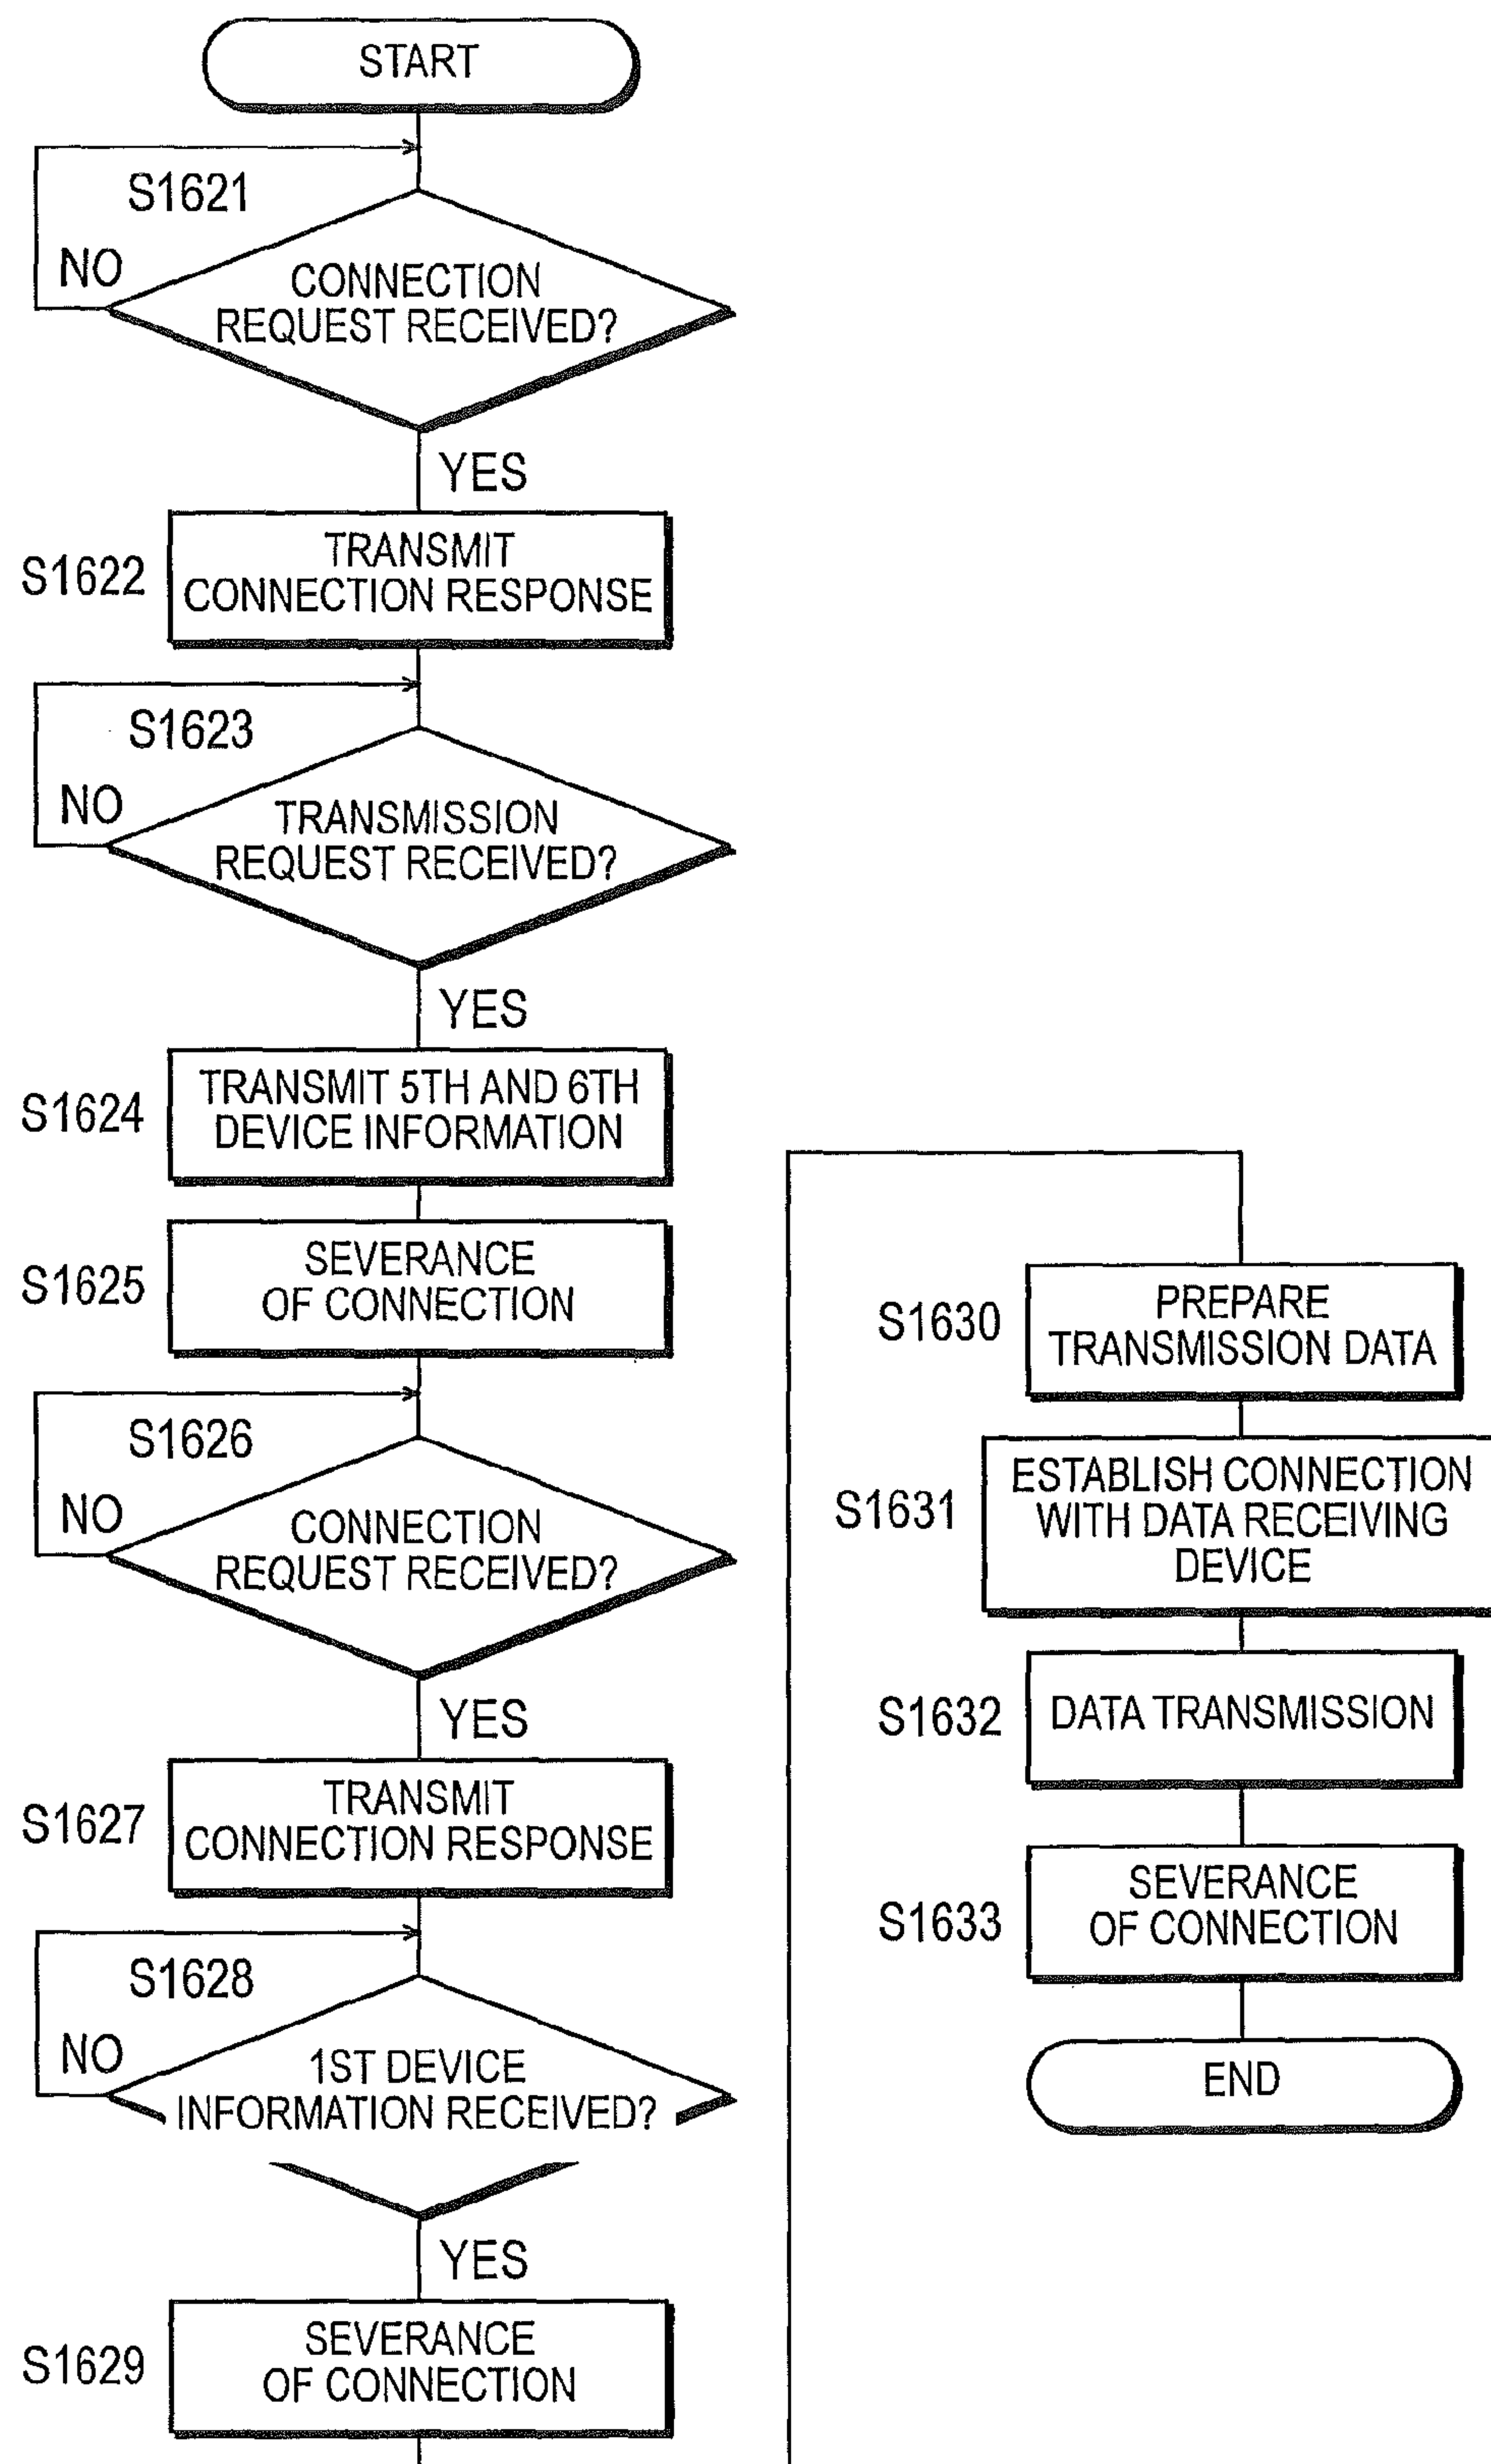 START
S1621
NO
CONNECTION
REQUEST RECEIVED?
YES
S1622
TRANSMIT
CONNECTION RESPONSE
S1623
NO
TRANSMISSION
REQUEST RECEIVED?
YES
S1624
TRANSMIT 5TH AND 6TH
DEVICE INFORMATION
S1625
SEVERANCE
OF CONNECTION
S1626
NO
CONNECTION
REQUEST RECEIVED?
YES
S1627
TRANSMIT
CONNECTION RESPONSE
S1628
NO
1ST DEVICE
INFORMATION RECEIVED?
YES
S1629
SEVERANCE
OF CONNECTION
S1630
PREPARE
TRANSMISSION DATA
S1631
ESTABLISH CONNECTION
WITH DATA RECEIVING
DEVICE
S1632
DATA TRANSMISSION
S1633
SEVERANCE
OF CONNECTION
END